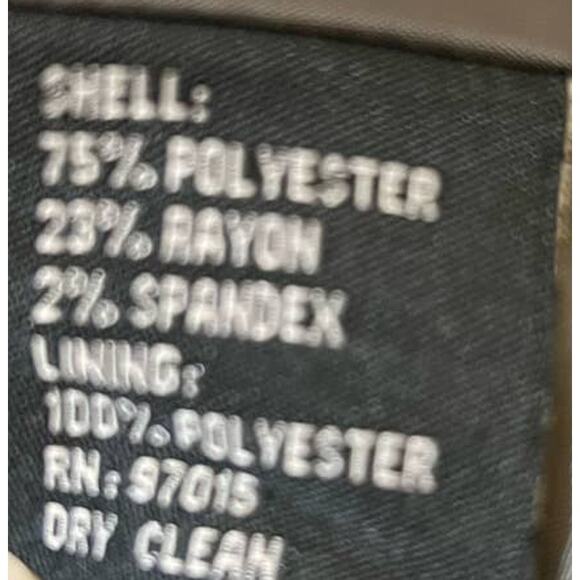 SHELL:
75% POLYESTER
23% RAYON
2% SPANDEX
LINING:
100% POLYESTER
RN: 97015
DRY CLEAN